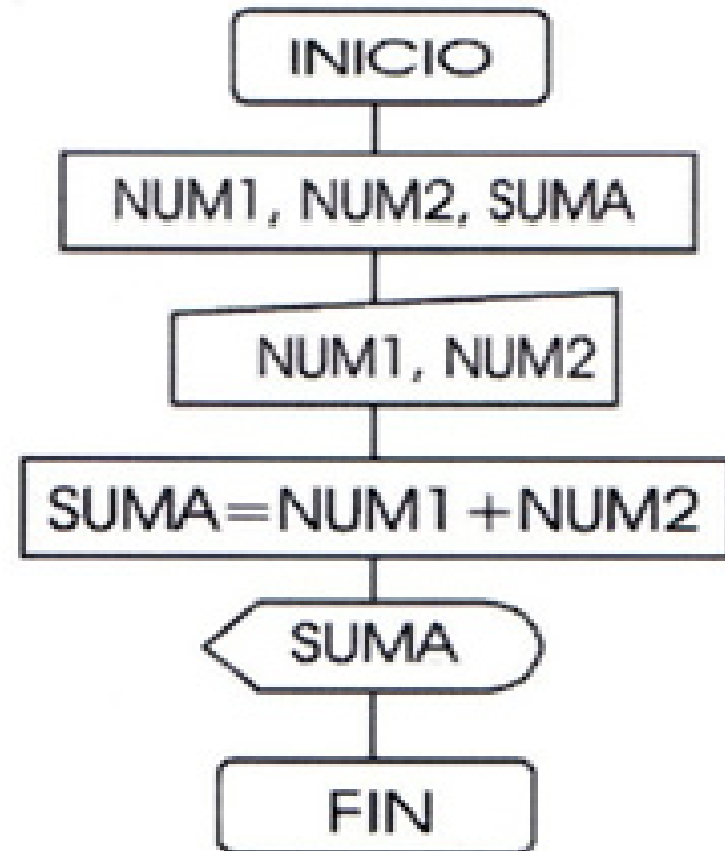 INICIO
NUM1, NUM2, SUMA
NUM1, NUM2
SUMA=NUM1+NUM2
SUMA
FIN